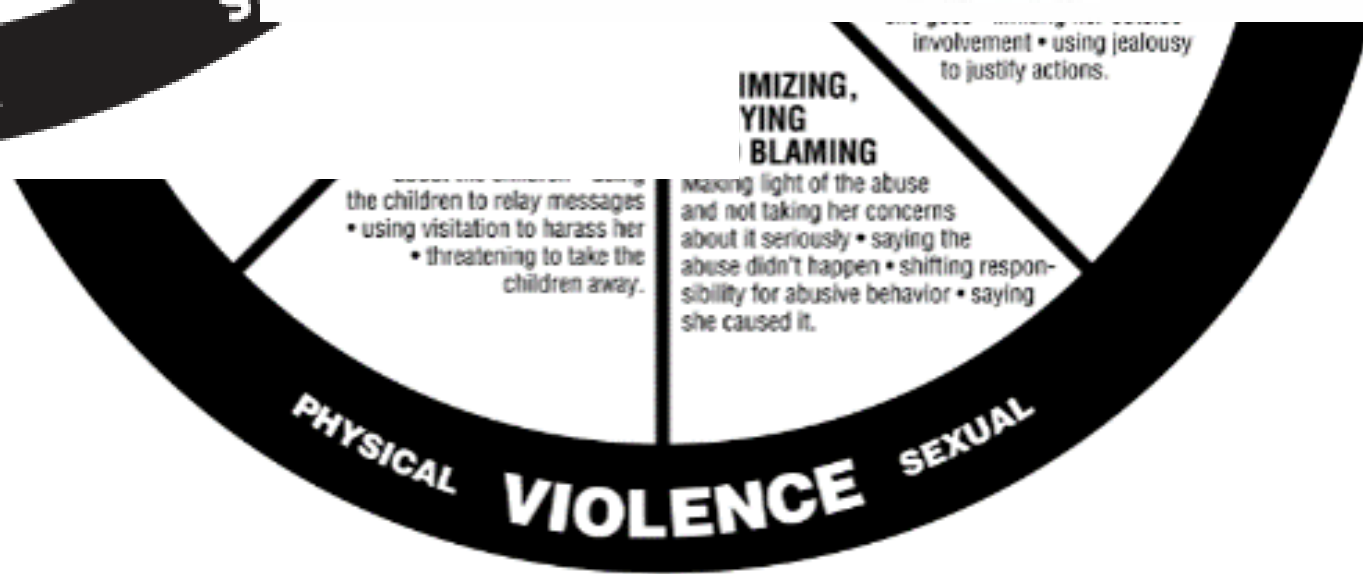 involvement • using jealousy
to justify actions.
IMIZING,
YING
BLAMING
Making light of the abuse
and not taking her concerns
about it seriously • saying the
abuse didn't happen • shifting respon-
sibility for abusive behavior • saying
she caused it.
the children to relay messages
• using visitation to harass her
• threatening to take the
children away.
PHYSICAL VIOLENCE SEXUAL